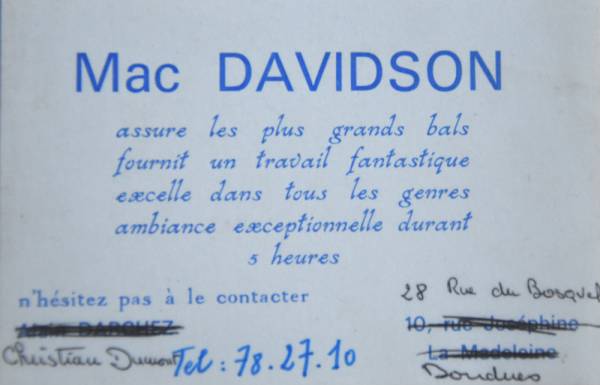 Mac DAVIDSON
assure les plus grands bals
fournit un travail fantastique
excelle dans tous les genres
ambiance exceptionnelle durant
5 heures
n'hésitez pas à le contacter
Christian Dumont
Tel : 78.27.10
28 Rue du Bosquet
10, rue Joséphine
La Madeleine